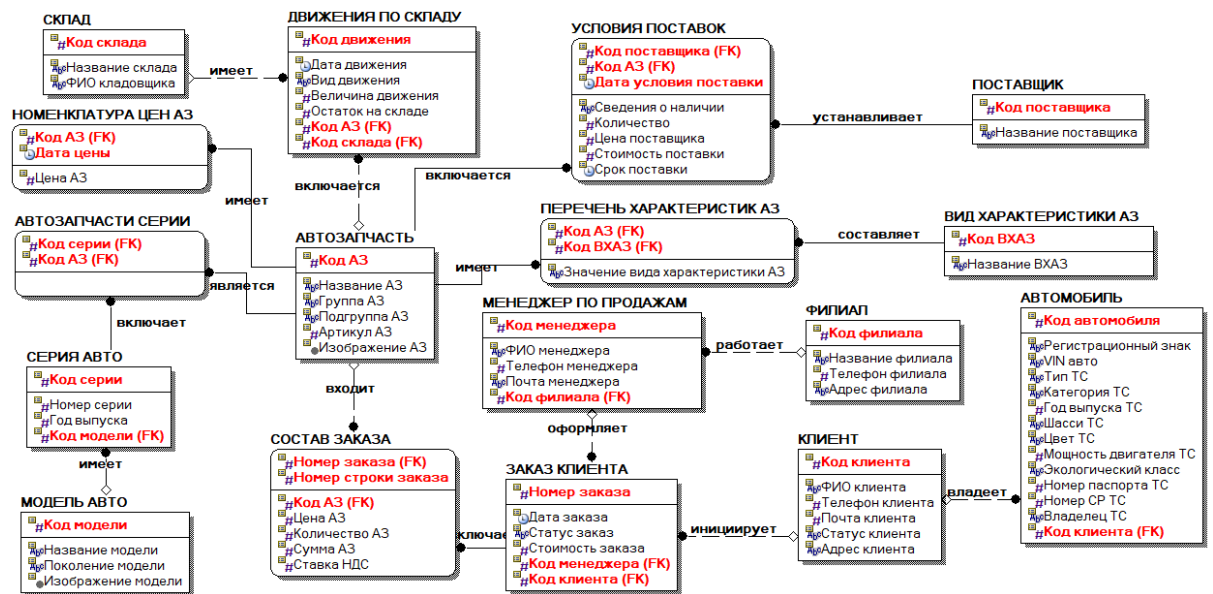 СКЛАД
#Код склада
Название склада
ФИО кладовщика
имеет
ДВИЖЕНИЯ ПО СКЛАДУ
#Код движения
Дата движения
Вид движения
#Величина движения
#Остаток на складе
#Код АЗ (FK)
#Код склада (FK)
УСЛОВИЯ ПОСТАВОК
#Код поставщика (FK)
#Код АЗ (FK)
Дата условия поставки
Сведения о наличии
#Количество
#Цена поставщика
#Стоимость поставки
Срок поставки
устанавливает
ПОСТАВЩИК
#Код поставщика
Название поставщика
НОМЕНКЛАТУРА ЦЕН АЗ
#Код АЗ (FK)
Дата цены
#Цена АЗ
имеет
включается
включается
АВТОЗАПЧАСТИ СЕРИИ
#Код серии (FK)
#Код АЗ (FK)
является
АВТОЗАПЧАСТЬ
#Код АЗ
Название АЗ
Группа АЗ
Подгруппа АЗ
#Артикул АЗ
Изображение АЗ
имеет
ПЕРЕЧЕНЬ ХАРАКТЕРИСТИК АЗ
#Код АЗ (FK)
#Код ВХАЗ (FK)
Значение вида характеристики АЗ
составляет
ВИД ХАРАКТЕРИСТИКИ АЗ
#Код ВХАЗ
Название ВХАЗ
включает
СЕРИЯ АВТО
#Код серии
#Номер серии
#Год выпуска
#Код модели (FK)
имеет
МОДЕЛЬ АВТО
#Код модели
Название модели
Поколение модели
Изображение модели
входит
СОСТАВ ЗАКАЗА
#Номер заказа (FK)
#Номер строки заказа
#Код АЗ (FK)
#Цена АЗ
#Количество АЗ
#Сумма АЗ
#Ставка НДС
ключае
МЕНЕДЖЕР ПО ПРОДАЖАМ
#Код менеджера
ФИО менеджера
#Телефон менеджера
Почта менеджера
#Код филиала (FK)
работает
ФИЛИАЛ
#Код филиала
Название филиала
#Телефон филиала
Адрес филиала
оформляет
ЗАКАЗ КЛИЕНТА
#Номер заказа
Дата заказа
Статус заказ
#Стоимость заказа
#Код менеджера (FK)
#Код клиента (FK)
инициирует
КЛИЕНТ
#Код клиента
ФИО клиента
#Телефон клиента
#Почта клиента
Статус клиента
Адрес клиента
владеет
АВТОМОБИЛЬ
#Код автомобиля
Регистрационный знак
VIN авто
Тип ТС
Категория ТС
#Год выпуска ТС
Шасси ТС
Цвет ТС
#Мощность двигателя ТС
Экологический класс
#Номер паспорта ТС
#Номер СР ТС
Владелец ТС
#Код клиента (FK)